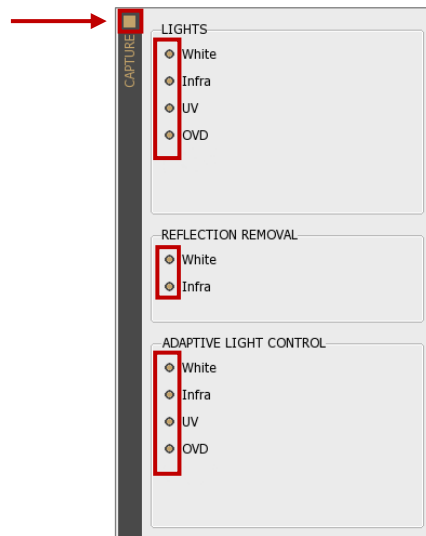 CAPTURE
LIGHTS
White
Infra
UV
OVD
REFLECTION REMOVAL
White
Infra
ADAPTIVE LIGHT CONTROL
White
Infra
UV
OVD